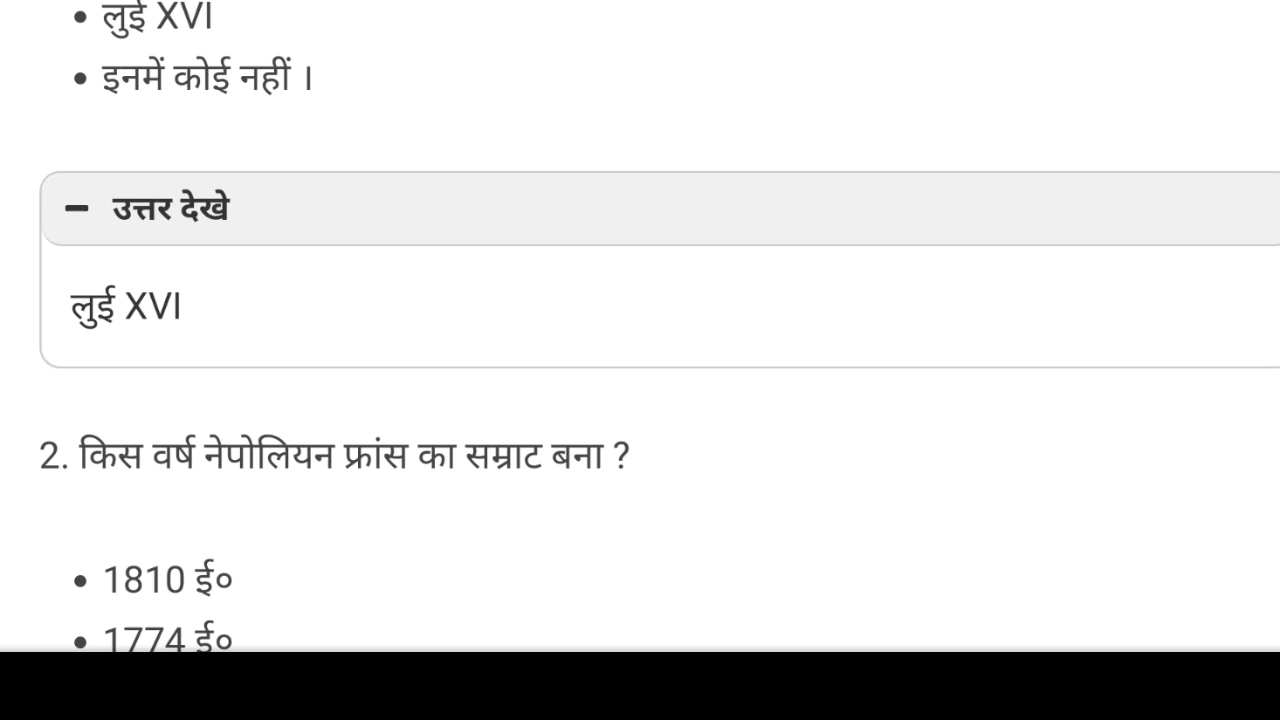 • लुई XVI
• इनमें कोई नहीं ।
− उत्तर देखे
लुई XVI
2. किस वर्ष नेपोलियन फ्रांस का सम्राट बना ?
• 1810 ई०
• 1774 ई०